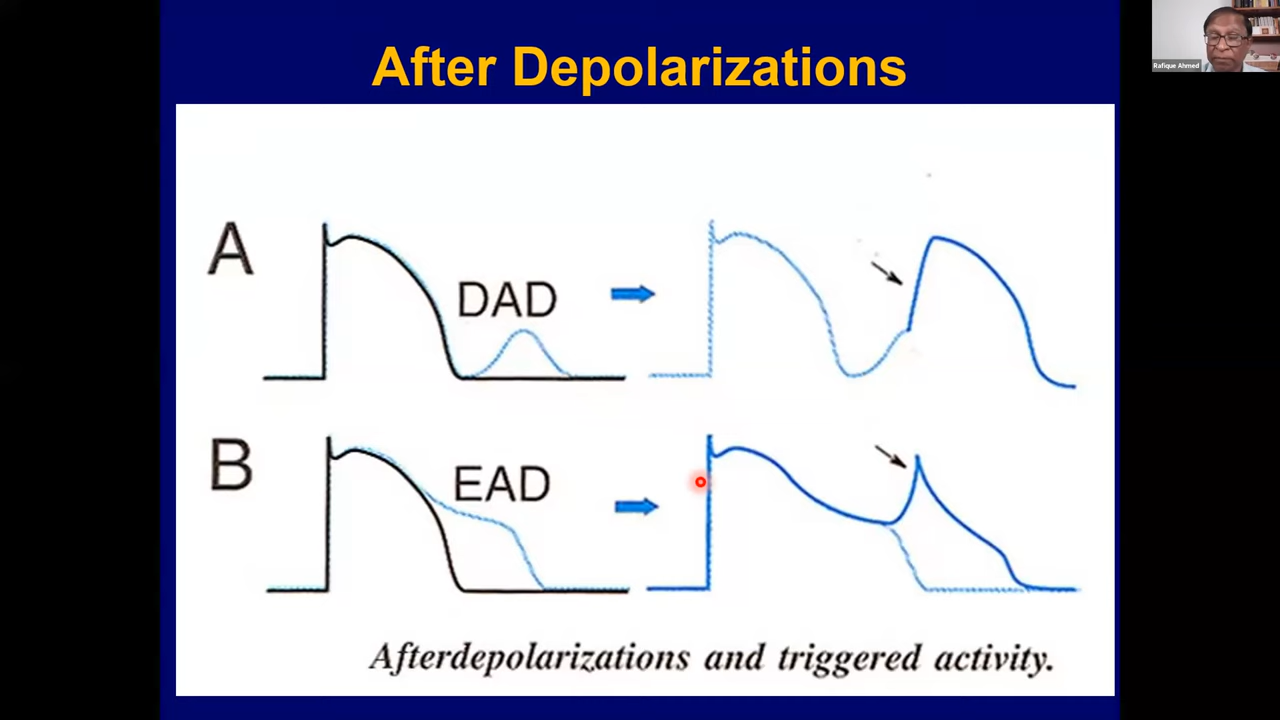 After Depolarizations
Rafique Ahmed
A
DAD
B
EAD
Afterdepolarizations and triggered activity.